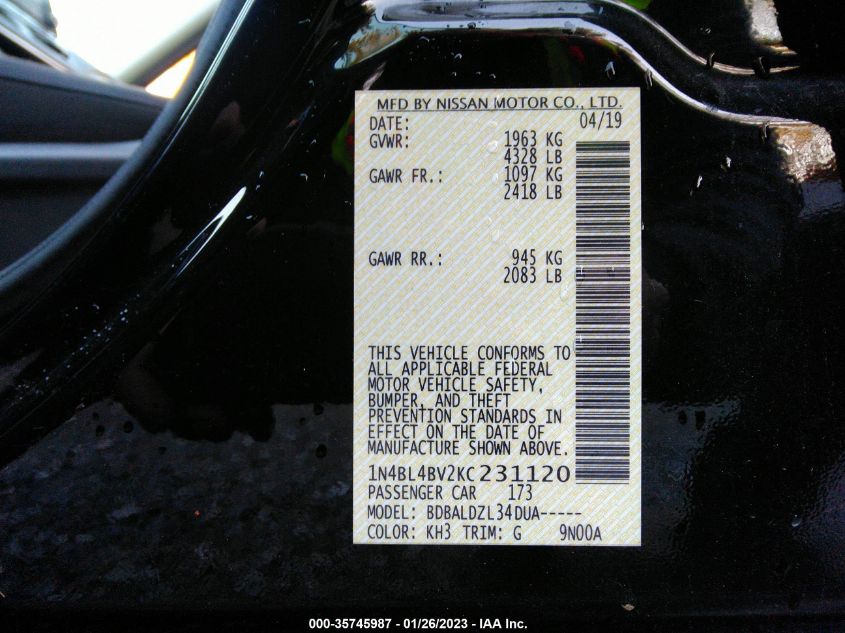 MFD BY NISSAN MOTOR CO., LTD.
DATE: 04/19
GVWR: 1963 KG
4328 LB
GAWR FR.: 1097 KG
2418 LB
GAWR RR.: 945 KG
2083 LB
THIS VEHICLE CONFORMS TO
ALL APPLICABLE FEDERAL
MOTOR VEHICLE SAFETY,
BUMPER, AND THEFT
PREVENTION STANDARDS IN
EFFECT ON THE DATE OF
MANUFACTURE SHOWN ABOVE.
1N4BL4BV2KC231120
PASSENGER CAR 173
MODEL: BDBALDZL34DUA-----
COLOR: KH3 TRIM: G 9N00A
000-35745987 - 01/26/2023 - IAA Inc.